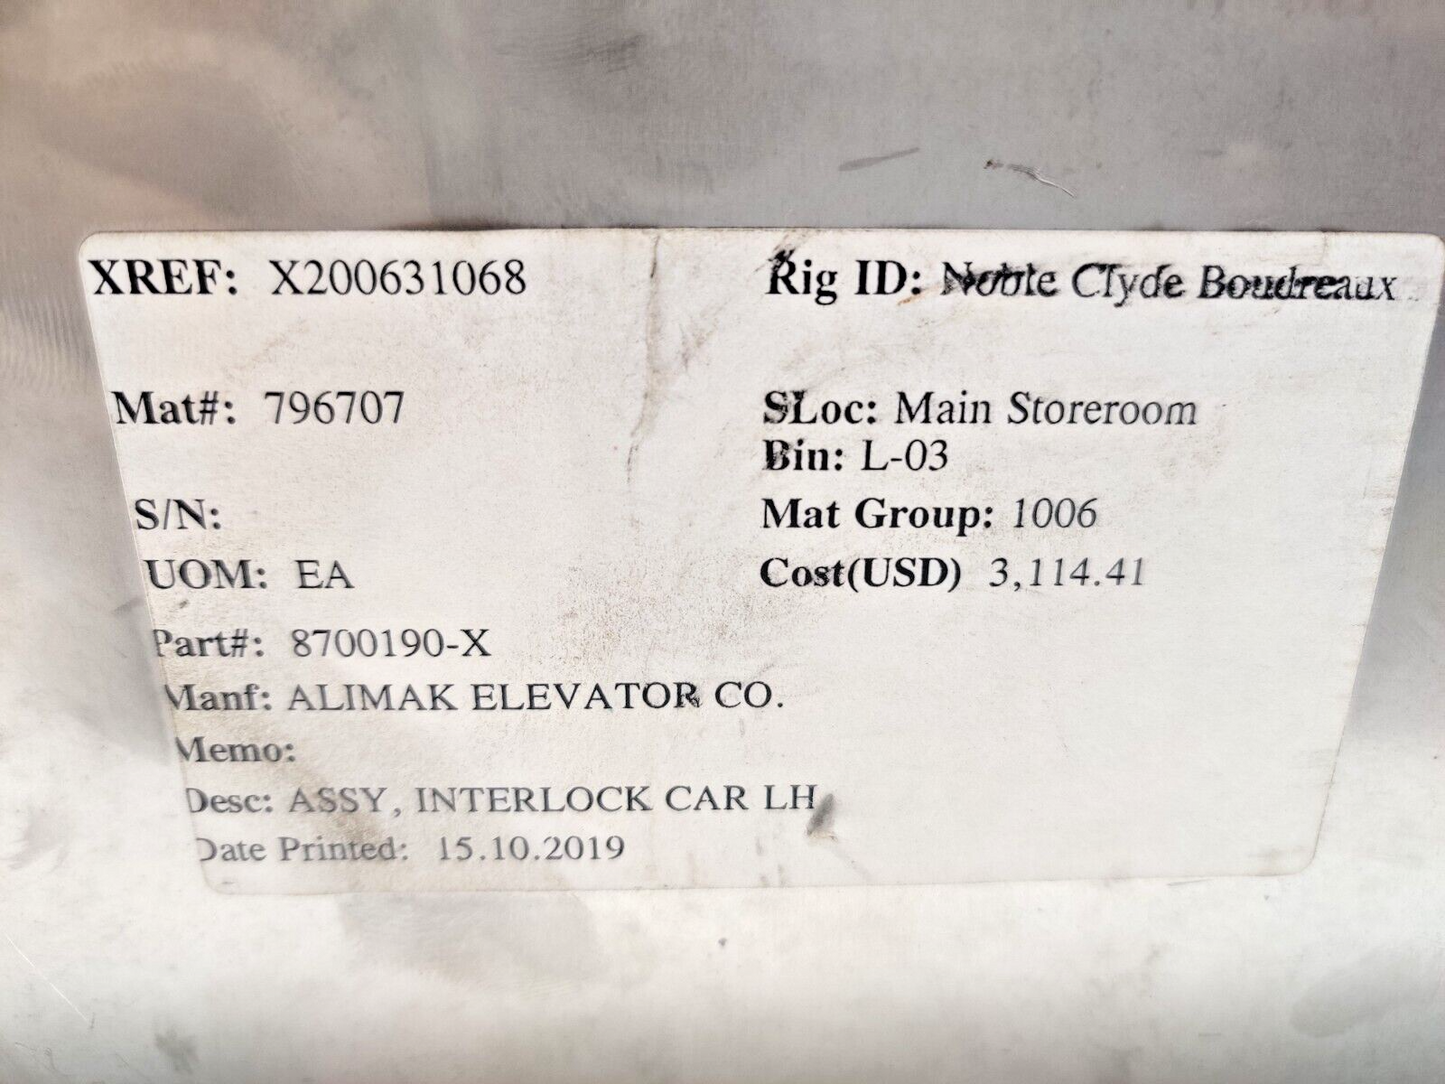 XREF: X200631068 Rig ID: Noble Clyde Boudreaux
Mat#: 796707 SLoc: Main Storeroom
Bin: L-03
S/N: Mat Group: 1006
UOM: EA Cost(USD) 3,114.41
Part#: 8700190-X
Manf: ALIMAK ELEVATOR CO.
Memo:
Desc: ASSY, INTERLOCK CAR LH
Date Printed: 15.10.2019